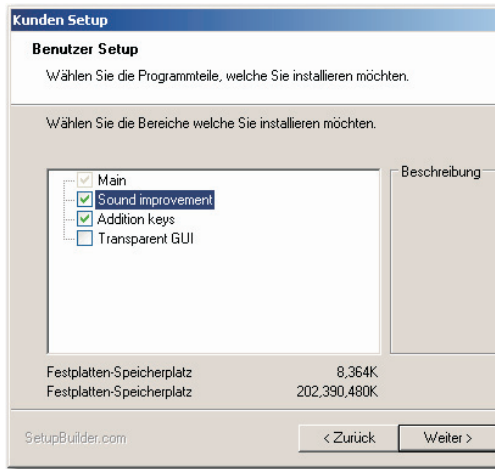 Kunden Setup
Benutzer Setup
Wählen Sie die Programmteile, welche Sie installieren möchten.
Wählen Sie die Bereiche welche Sie installieren möchten.
Main
Sound improvement
Addition keys
Transparent GUI
Beschreibung
Festplatten-Speicherplatz 8,364K
Festplatten-Speicherplatz 202,390,480K
SetupBuilder.com
< Zurück
Weiter >